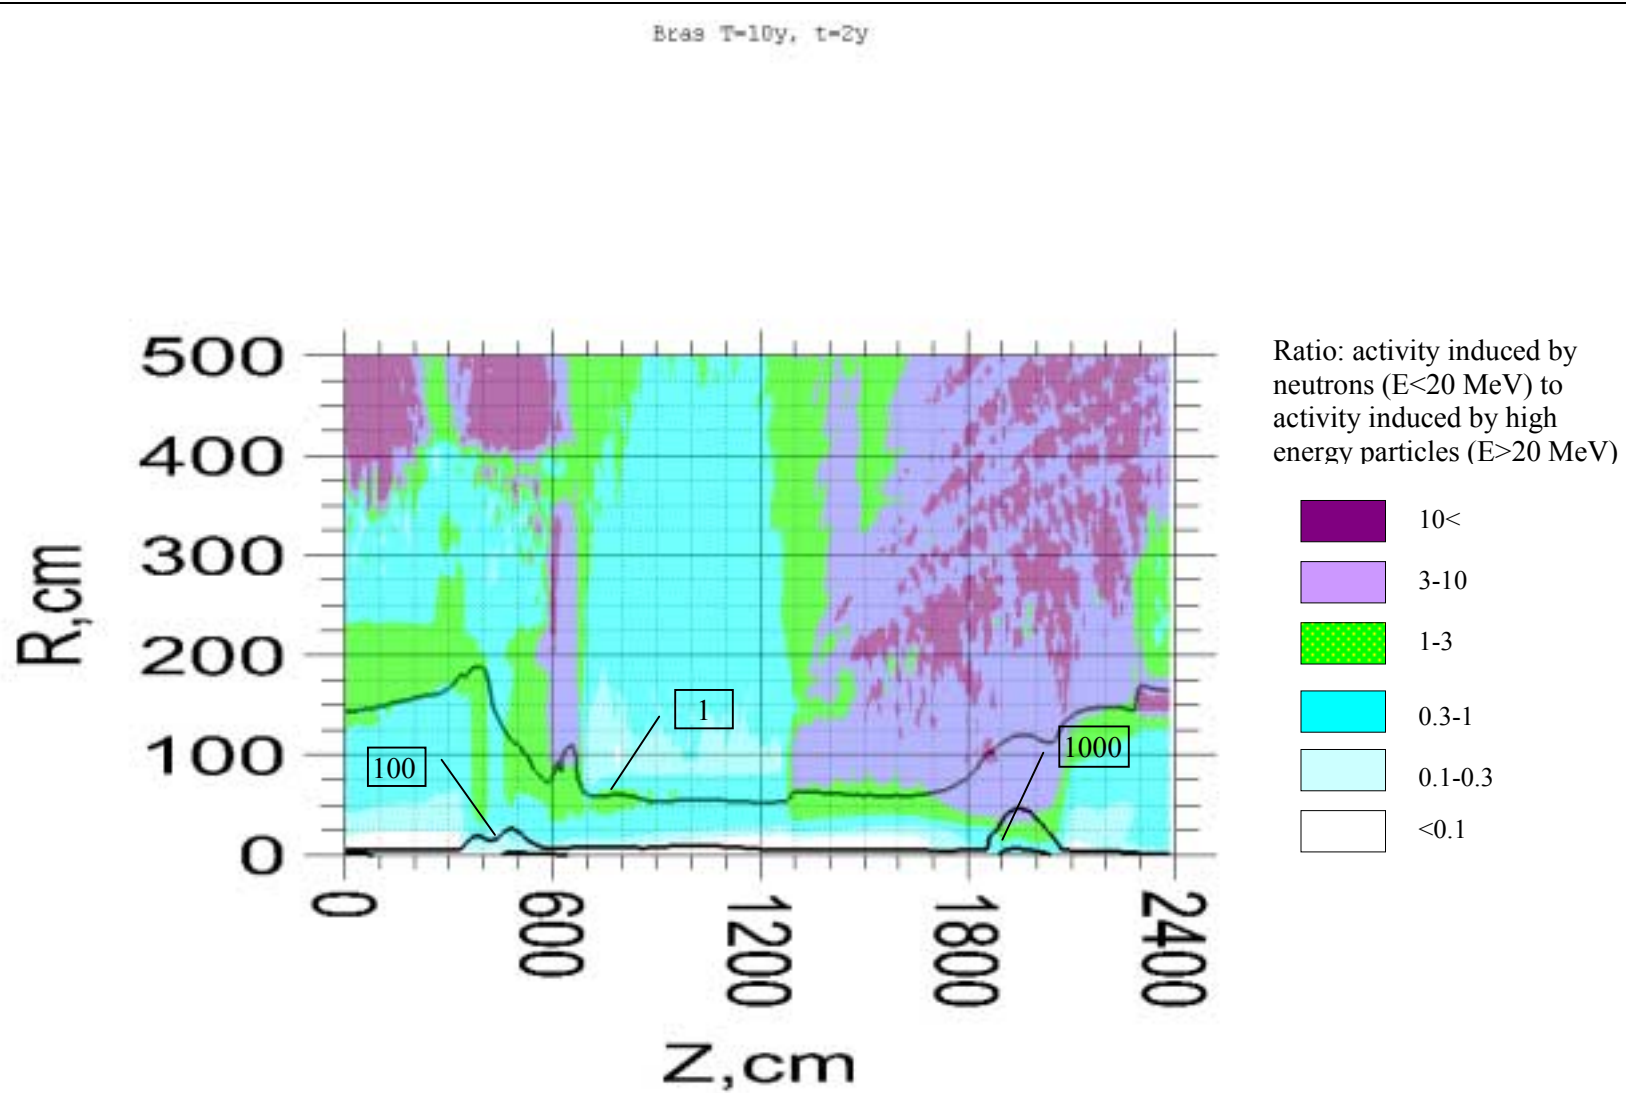 Bras T=10y, t=2y
500
400
300
200
100
0
R,cm
1
100
1000
0
600
1200
1800
2400
Z,cm
Ratio: activity induced by
neutrons (E<20 MeV) to
activity induced by high
energy particles (E>20 MeV)
10<
3-10
1-3
0.3-1
0.1-0.3
<0.1